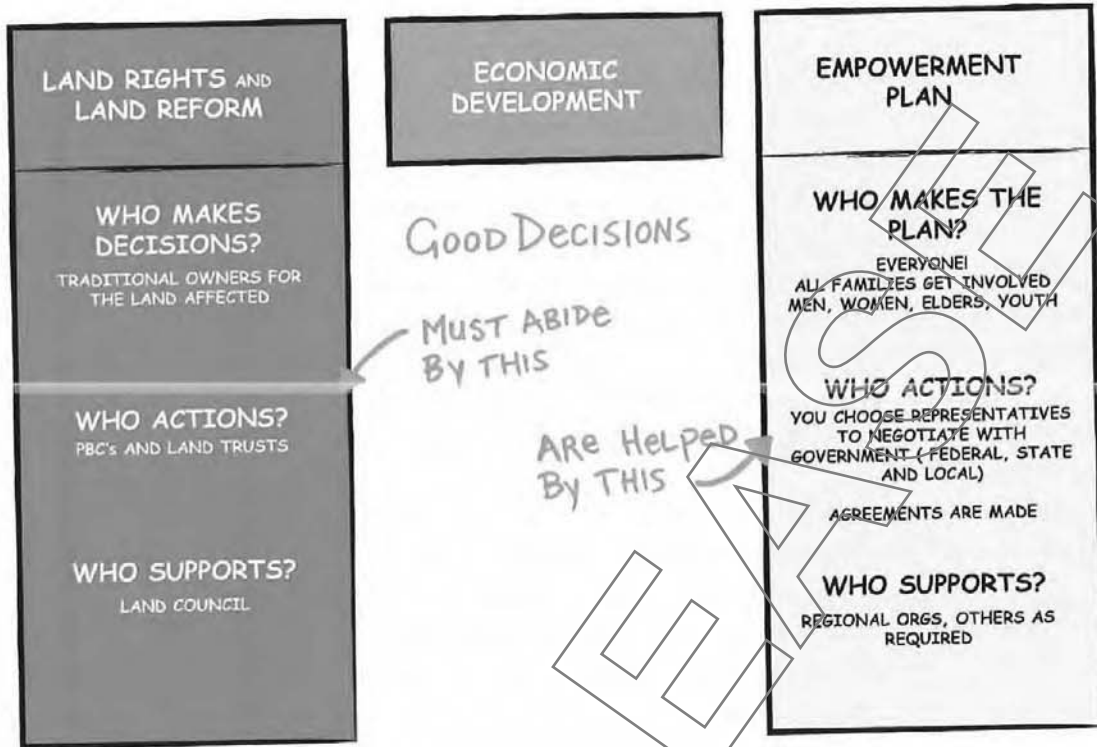 LAND RIGHTS AND
LAND REFORM
WHO MAKES
DECISIONS?
TRADITIONAL OWNERS FOR
THE LAND AFFECTED
WHO ACTIONS?
PBC's AND LAND TRUSTS
WHO SUPPORTS?
LAND COUNCIL
ECONOMIC
DEVELOPMENT
GOOD DECISIONS
MUST ABIDE
BY THIS
ARE HELPED
BY THIS
EMPOWERMENT
PLAN
WHO MAKES THE
PLAN?
EVERYONE!
ALL FAMILIES GET INVOLVED
MEN, WOMEN, ELDERS, YOUTH
WHO ACTIONS?
YOU CHOOSE REPRESENTATIVES
TO NEGOTIATE WITH
GOVERNMENT ( FEDERAL, STATE
AND LOCAL)
AGREEMENTS ARE MADE
WHO SUPPORTS?
REGIONAL ORGS, OTHERS AS
REQUIRED
EASE